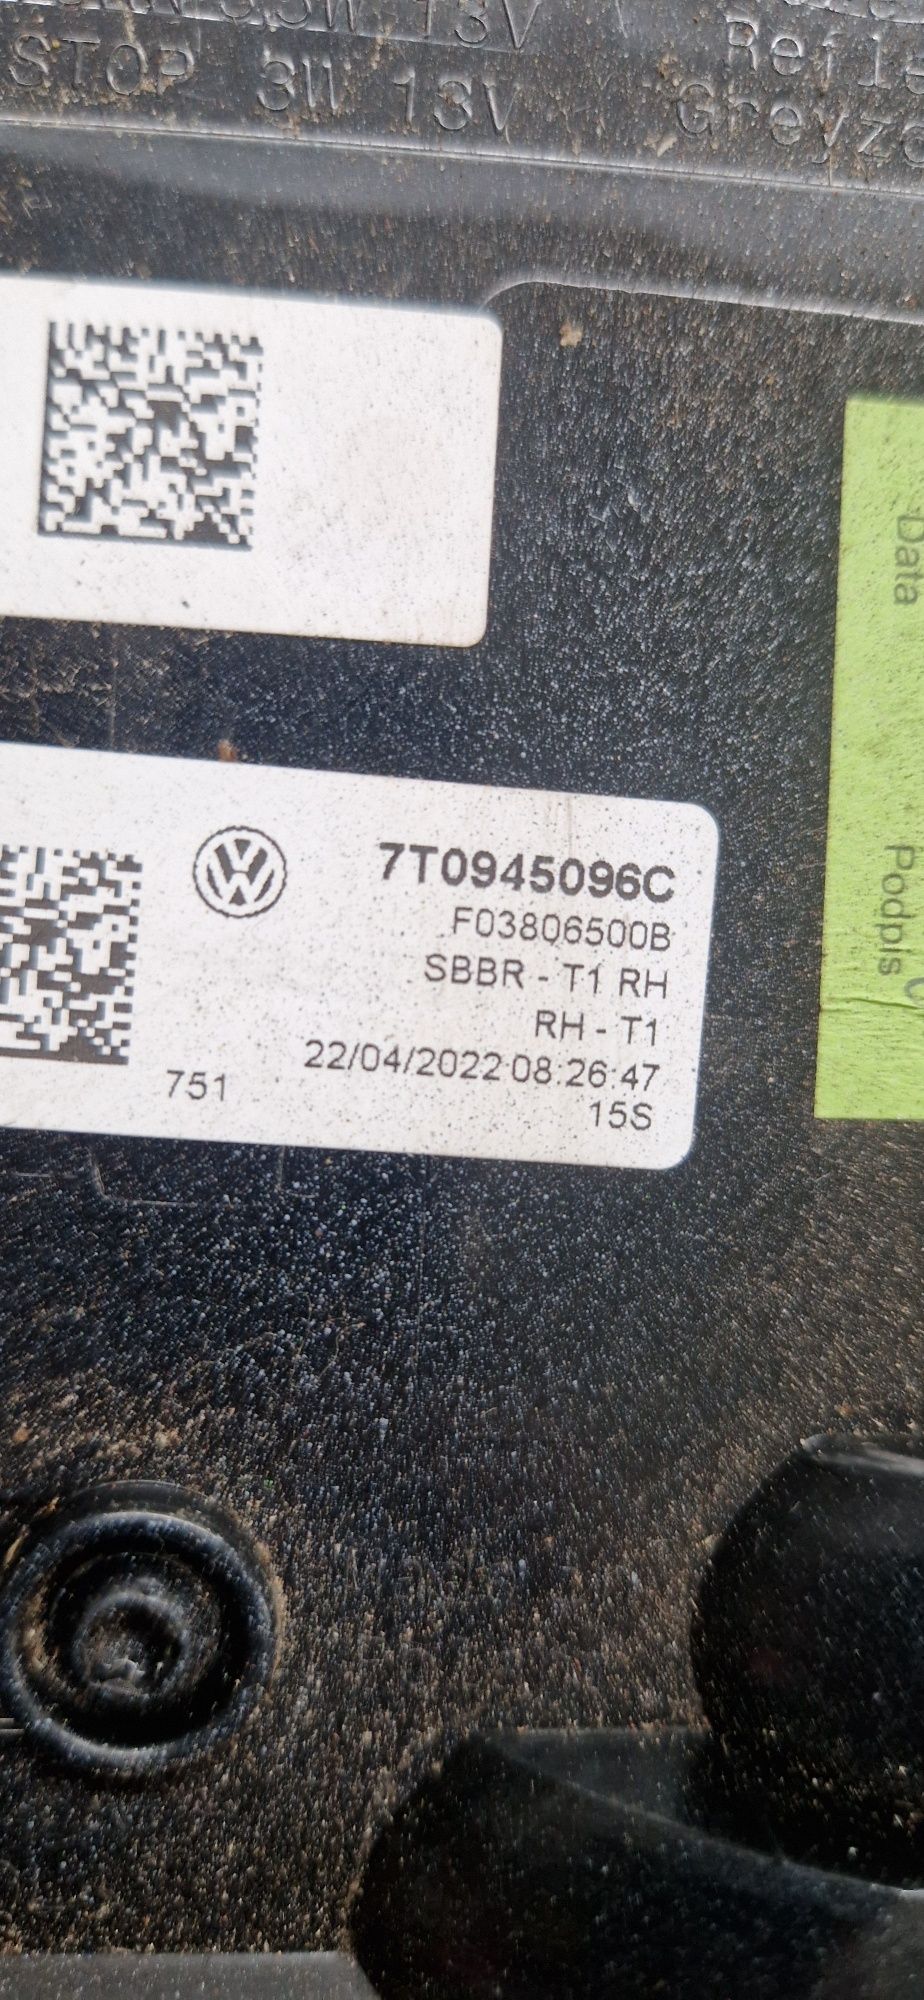 STOP 3W 13V
7T0945096C
F03806500B
SBBR - T1 RH
RH - T1
22/04/2022 08:26:47
751
15S
Data
Podpis